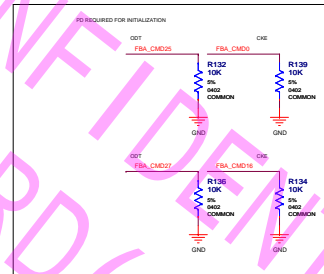 PD REQUIRED FOR INITIALIZATION
ODT CKE
FBA_CMD25 FBA_CMD0
R132 R139
10K 10K
5% 5%
0402 0402
COMMON COMMON
GND GND
ODT CKE
FBA_CMD27 FBA_CMD16
R136 R134
10K 10K
5% 5%
0402 0402
COMMON COMMON
GND GND